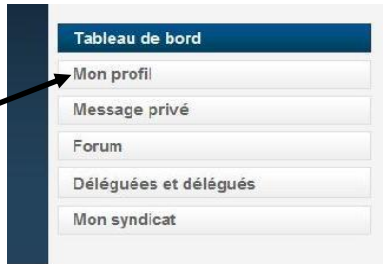 Tableau de bord
Mon profil
Message privé
Forum
Déléguées et délégués
Mon syndicat